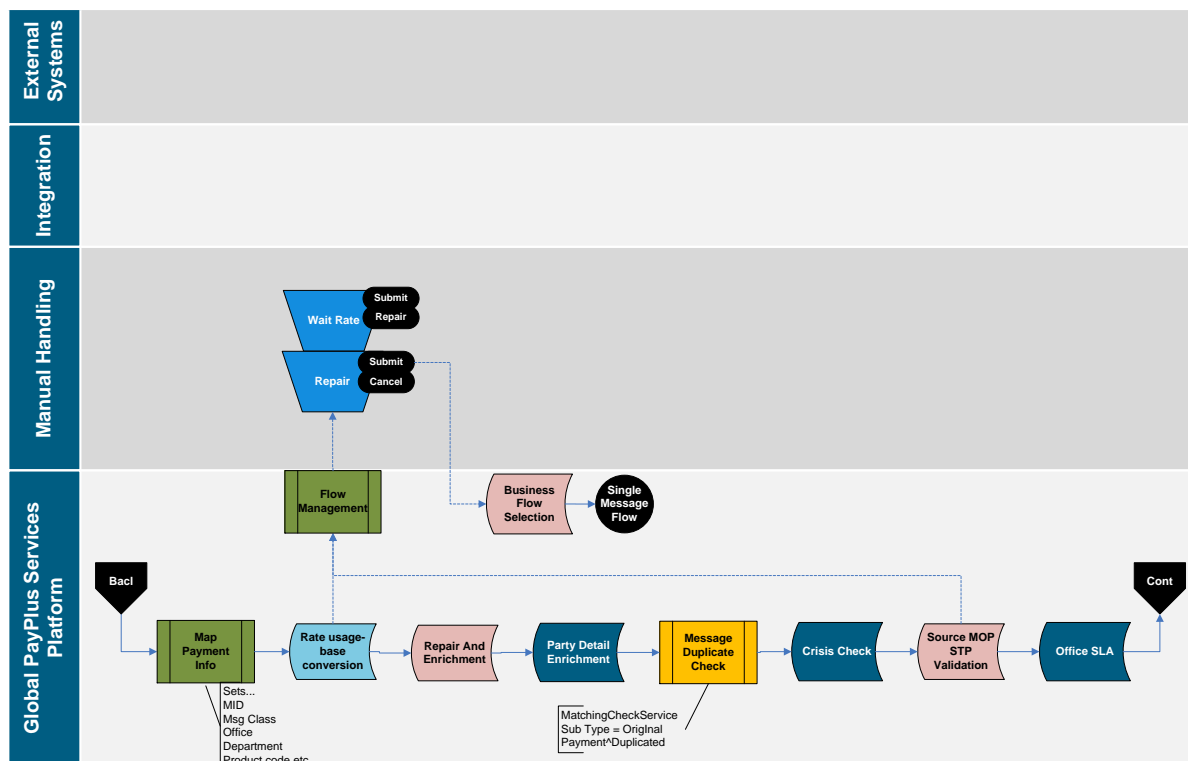 External
Systems
Integration
Manual Handling
Wait Rate
Submit
Repair
Repair
Submit
Cancel
Global PayPlus Services
Platform
Flow
Management
Business
Flow
Selection
Single
Message
Flow
Bacl
Cont
Map
Payment
Info
Rate usage-
base
conversion
Repair And
Enrichment
Party Detail
Enrichment
Message
Duplicate
Check
Crisis Check
Source MOP
STP
Validation
Office SLA
Sets...
MID
Msg Class
Office
Department
Product code etc
MatchingCheckService
Sub Type = OrigInal
Payment^Duplicated